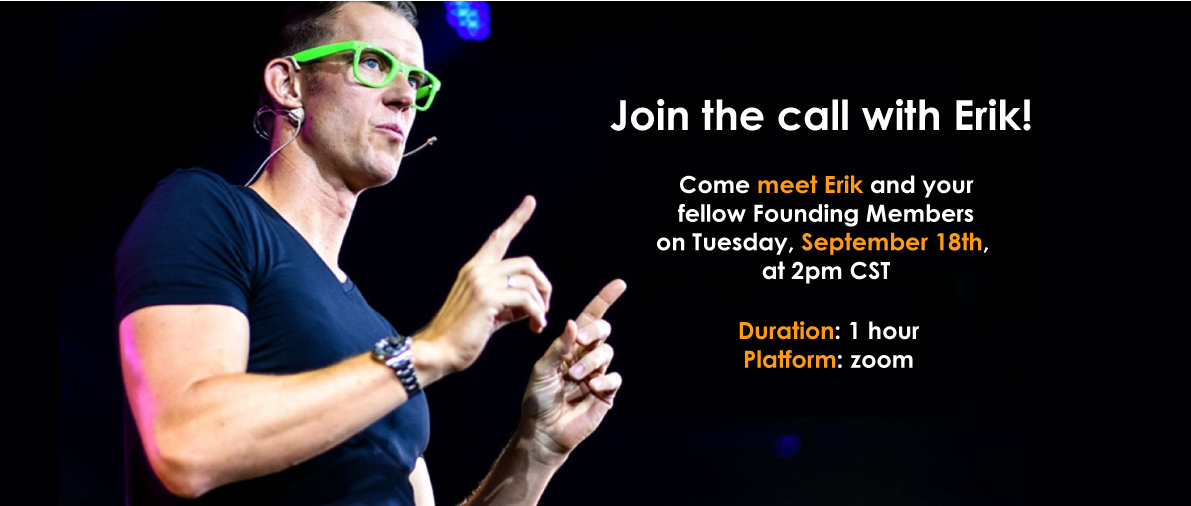 Join the call with Erik!
Come meet Erik and your
fellow Founding Members
on Tuesday, September 18th,
at 2pm CST
Duration: 1 hour
Platform: zoom